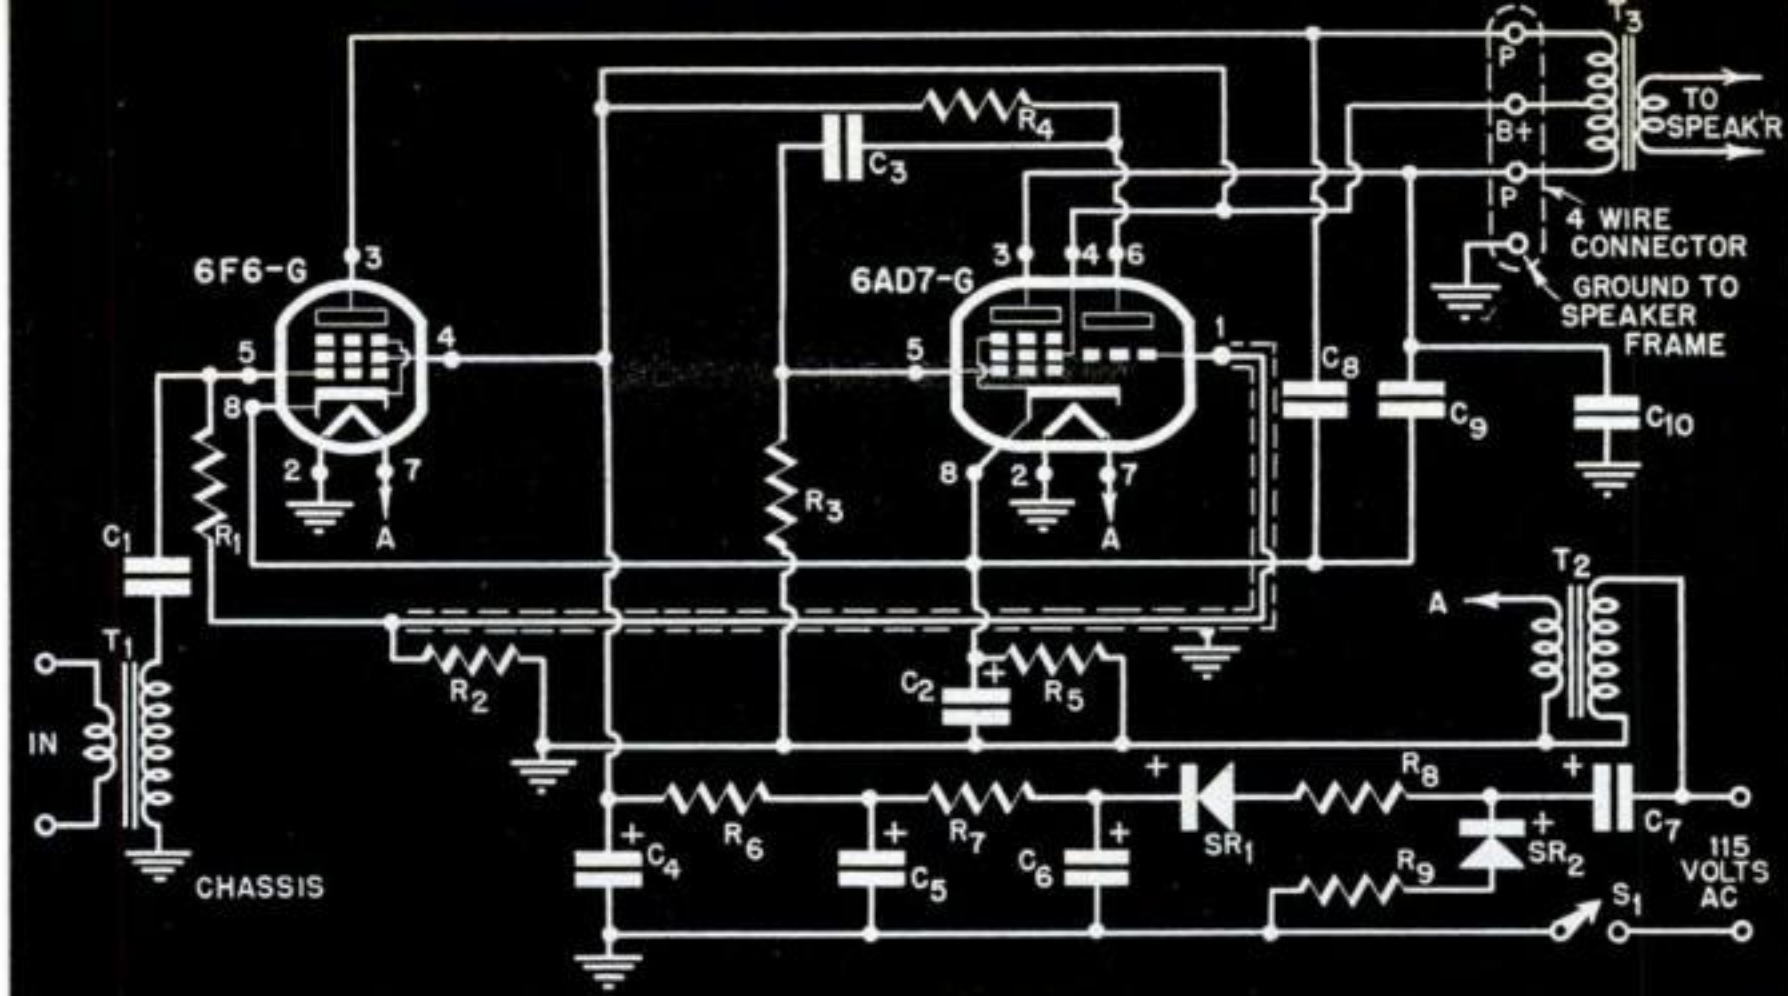 T3
P
R4
TO
SPEAK'R
B+
C3
P
4 WIRE
CONNECTOR
3
3
4
6
6F6-G
6AD7-G
GROUND TO
SPEAKER
FRAME
5
4
5
1
C8
8
C9
C10
2
7
8
2
7
R3
C1
R1
A
A
T2
A
T1
R2
C2
+
R5
IN
+
R8
+
C7
115
VOLTS
AC
+
C4
R6
+
C5
R7
+
C6
SR1
+
SR2
R9
S1
CHASSIS